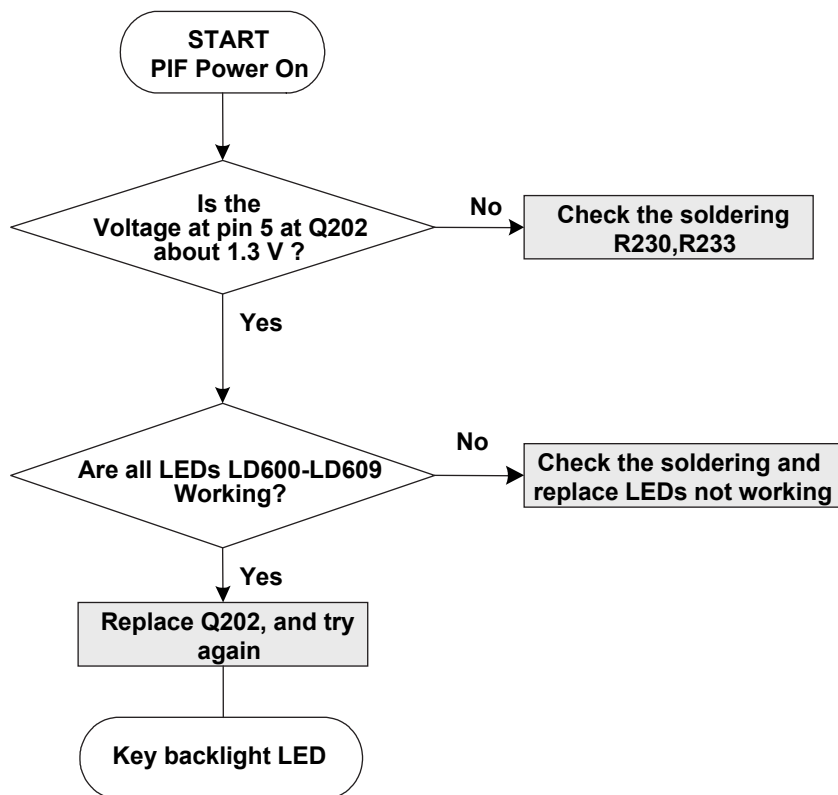 START
PIF Power On
Is the
Voltage at pin 5 at Q202
about 1.3 V ?
No
Check the soldering
R230,R233
Yes
Are all LEDs LD600-LD609
Working?
No
Check the soldering and
replace LEDs not working
Yes
Replace Q202, and try
again
Key backlight LED